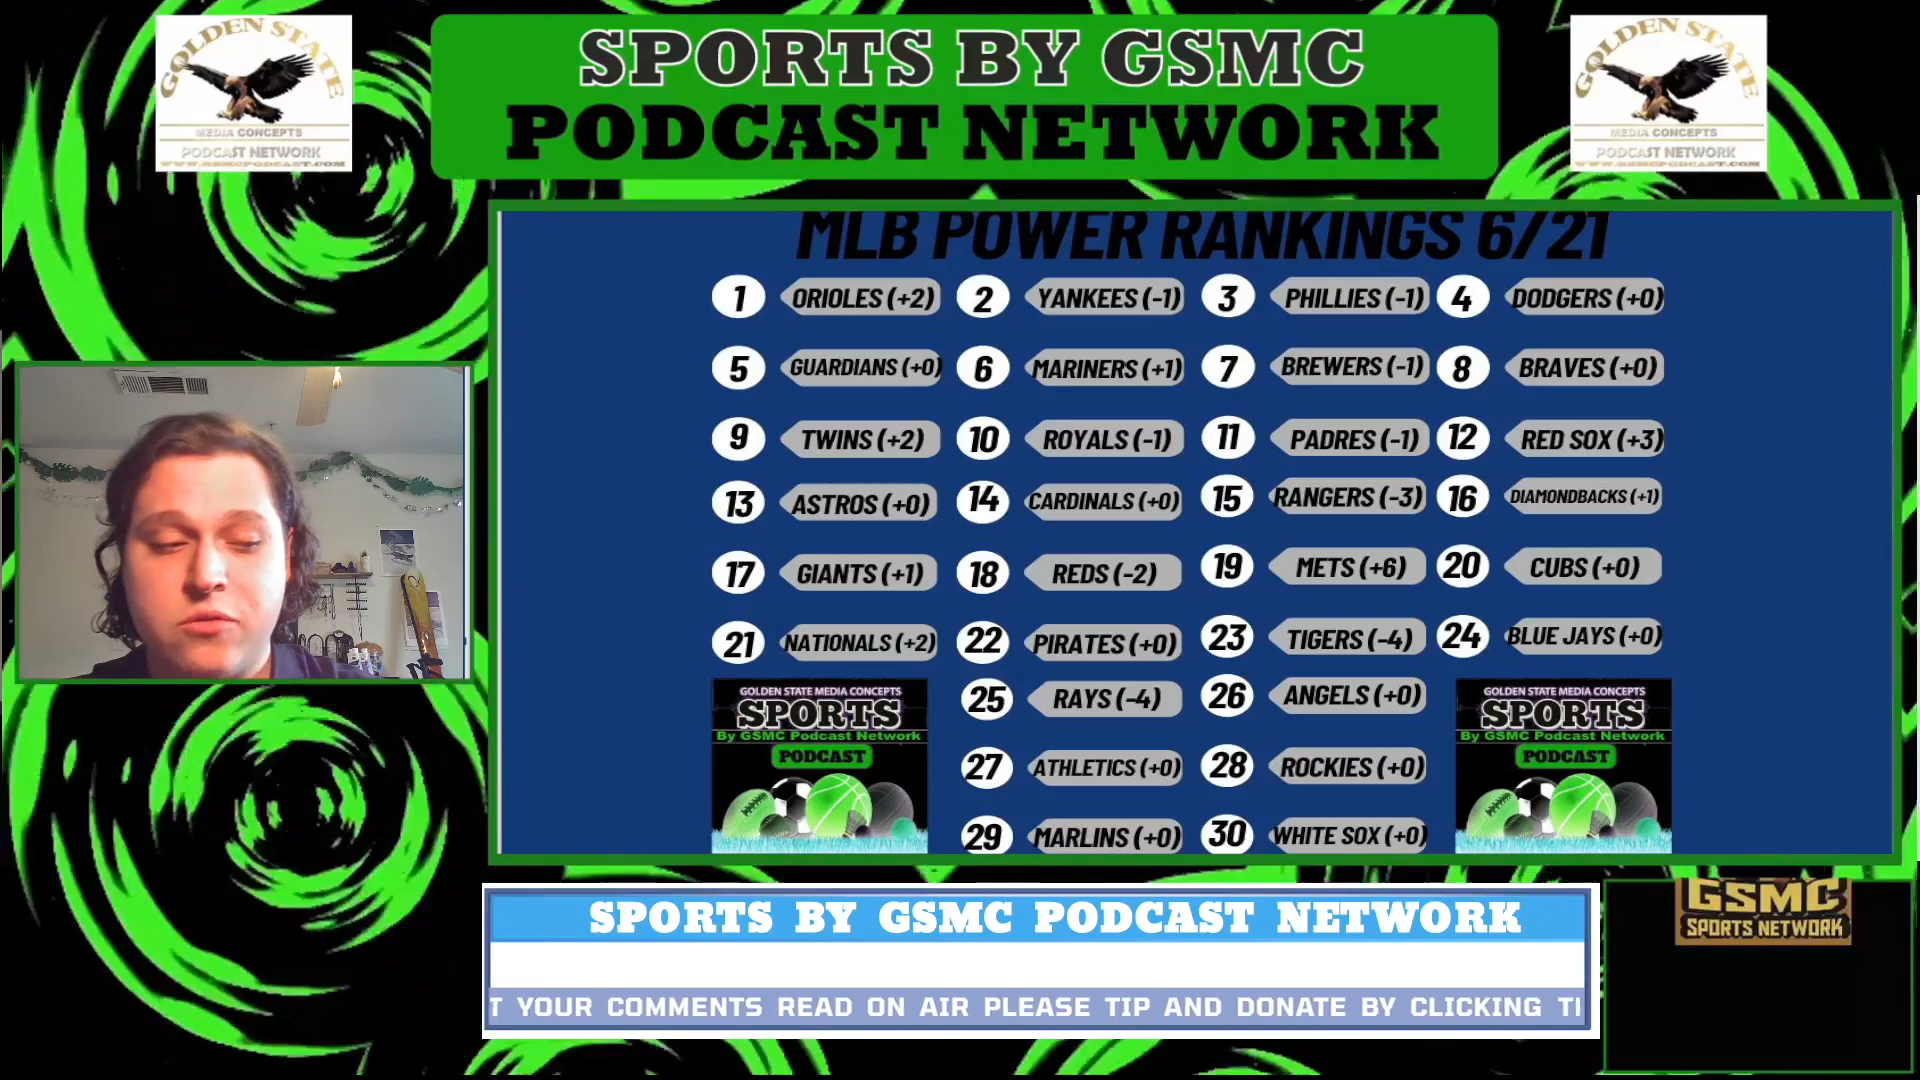 GOLDEN STATE
MEDIA CONCEPTS
PODCAST NETWORK
WWW.GSMCPODCAST.COM
SPORTS BY GSMC
PODCAST NETWORK
GOLDEN STATE
MEDIA CONCEPTS
PODCAST NETWORK
WWW.GSMCPODCAST.COM
MLB POWER RANKINGS 6/21
1 ORIOLES (+2) 2 YANKEES (-1) 3 PHILLIES (-1) 4 DODGERS (+0)
5 GUARDIANS (+0) 6 MARINERS (+1) 7 BREWERS (-1) 8 BRAVES (+0)
9 TWINS (+2) 10 ROYALS (-1) 11 PADRES (-1) 12 RED SOX (+3)
13 ASTROS (+0) 14 CARDINALS (+0) 15 RANGERS (-3) 16 DIAMONDBACKS (+1)
17 GIANTS (+1) 18 REDS (-2) 19 METS (+6) 20 CUBS (+0)
21 NATIONALS (+2) 22 PIRATES (+0) 23 TIGERS (-4) 24 BLUE JAYS (+0)
25 RAYS (-4) 26 ANGELS (+0)
27 ATHLETICS (+0) 28 ROCKIES (+0)
29 MARLINS (+0) 30 WHITE SOX (+0)
GOLDEN STATE MEDIA CONCEPTS
SPORTS
By GSMC Podcast Network
PODCAST
GOLDEN STATE MEDIA CONCEPTS
SPORTS
By GSMC Podcast Network
PODCAST
SPORTS BY GSMC PODCAST NETWORK
T YOUR COMMENTS READ ON AIR PLEASE TIP AND DONATE BY CLICKING TI
GSMC
SPORTS NETWORK